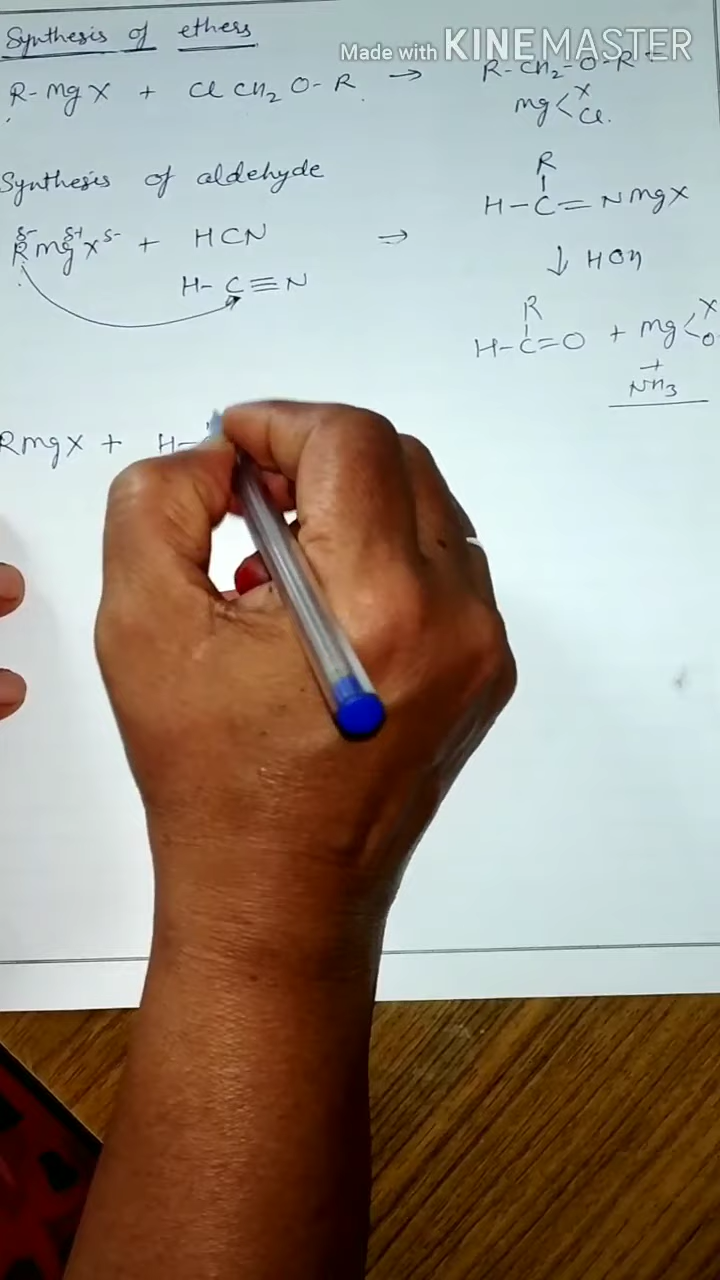 Synthesis of ethers
Made with KINEMASTER
R-MgX + ClCH₂O-R → R-CH₂-O-R +
Mg<X Cl.
Synthesis of aldehyde
R
H-C=NMgX
δ- δ+ δ-
RMgX + HCN →
↓ HOH
H-C≡N
R
H-C=O + Mg<X O
+
NH₃
RMgX + H-